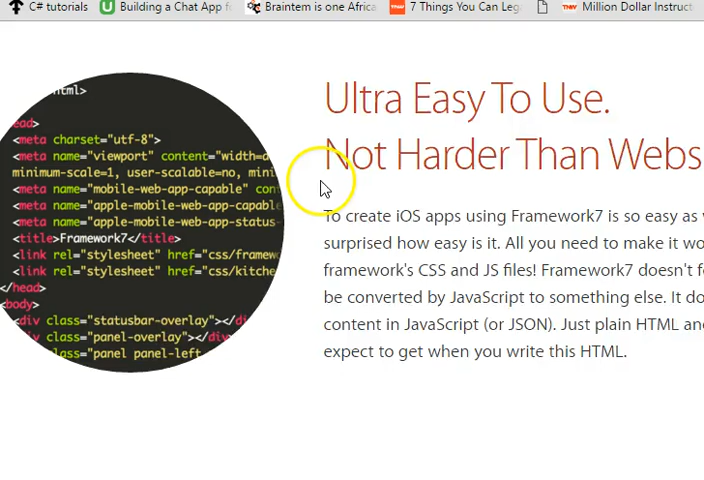 C# tutorials Building a Chat App f Braintem is one Africa 7 Things You Can Leg Million Dollar Instruct
html>
ead>
<meta charset="utf-8">
<meta name="viewport" content="width=d
minimum-scale=1, user-scalable=no, mini
<meta name="mobile-web-app-capable" con
<meta name="apple-mobile-web-app-capable
<meta name="apple-mobile-web-app-status-
<title>Framework7</title>
<link rel="stylesheet" href="css/framew
<link rel="stylesheet" href="css/kitche
</head>
<body>
<div class="statusbar-overlay"></di
<div class="panel-overlay"></div
class="panel panel-left
Ultra Easy To Use.
Not Harder Than Webs
To create iOS apps using Framework7 is so easy as
surprised how easy is it. All you need to make it wo
framework's CSS and JS files! Framework7 doesn't f
be converted by JavaScript to something else. It do
content in JavaScript (or JSON). Just plain HTML and
expect to get when you write this HTML.